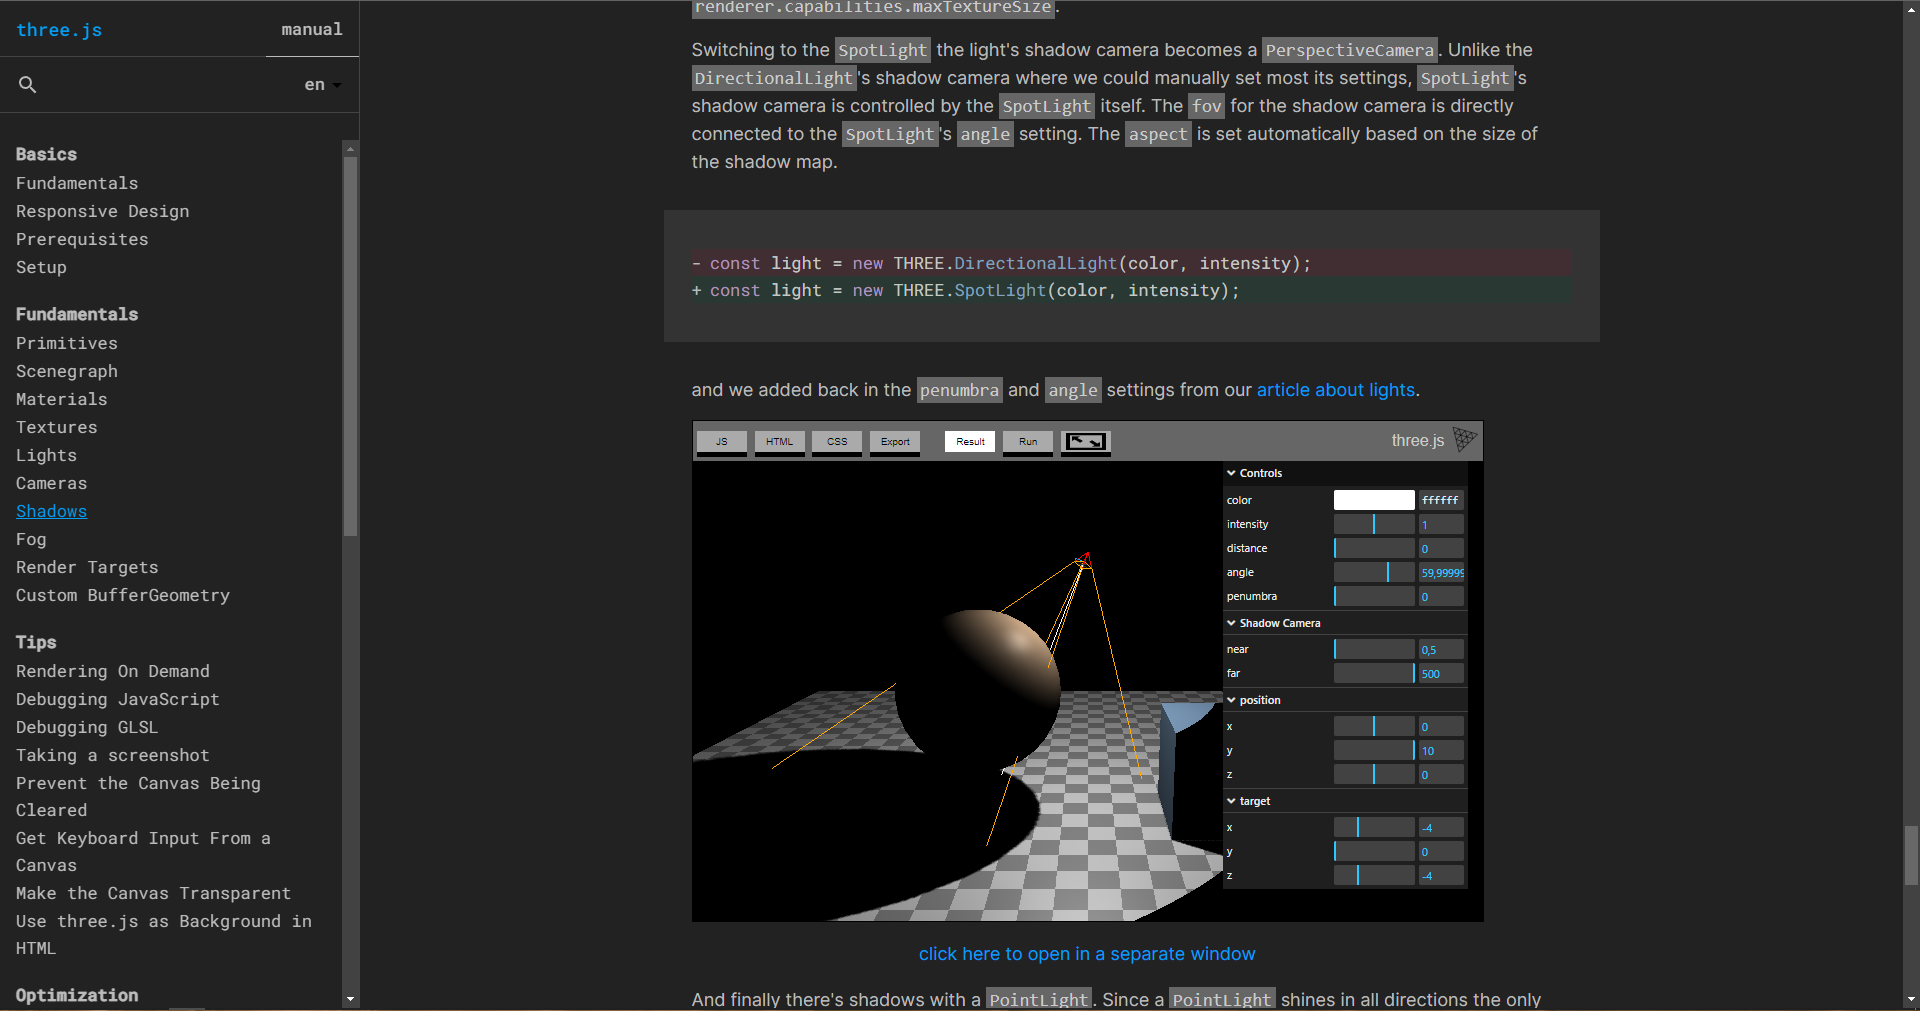 three.js
manual
en
Basics
Fundamentals
Responsive Design
Prerequisites
Setup
Fundamentals
Primitives
Scenegraph
Materials
Textures
Lights
Cameras
Shadows
Fog
Render Targets
Custom BufferGeometry
Tips
Rendering On Demand
Debugging JavaScript
Debugging GLSL
Taking a screenshot
Prevent the Canvas Being
Cleared
Get Keyboard Input From a
Canvas
Make the Canvas Transparent
Use three.js as Background in
HTML
Optimization
renderer.capabilities.maxTextureSize.
Switching to the SpotLight the light's shadow camera becomes a PerspectiveCamera. Unlike the
DirectionalLight's shadow camera where we could manually set most its settings, SpotLight's
shadow camera is controlled by the SpotLight itself. The fov for the shadow camera is directly
connected to the SpotLight's angle setting. The aspect is set automatically based on the size of
the shadow map.
- const light = new THREE.DirectionalLight(color, intensity);
+ const light = new THREE.SpotLight(color, intensity);
and we added back in the penumbra and angle settings from our article about lights.
JS HTML CSS Export Result Run three.js
Controls
color ffffff
intensity 1
distance 0
angle 59,99999
penumbra 0
Shadow Camera
near 0,5
far 500
position
x 0
y 10
z 0
target
x -4
y 0
z -4
click here to open in a separate window
And finally there's shadows with a PointLight. Since a PointLight shines in all directions the only